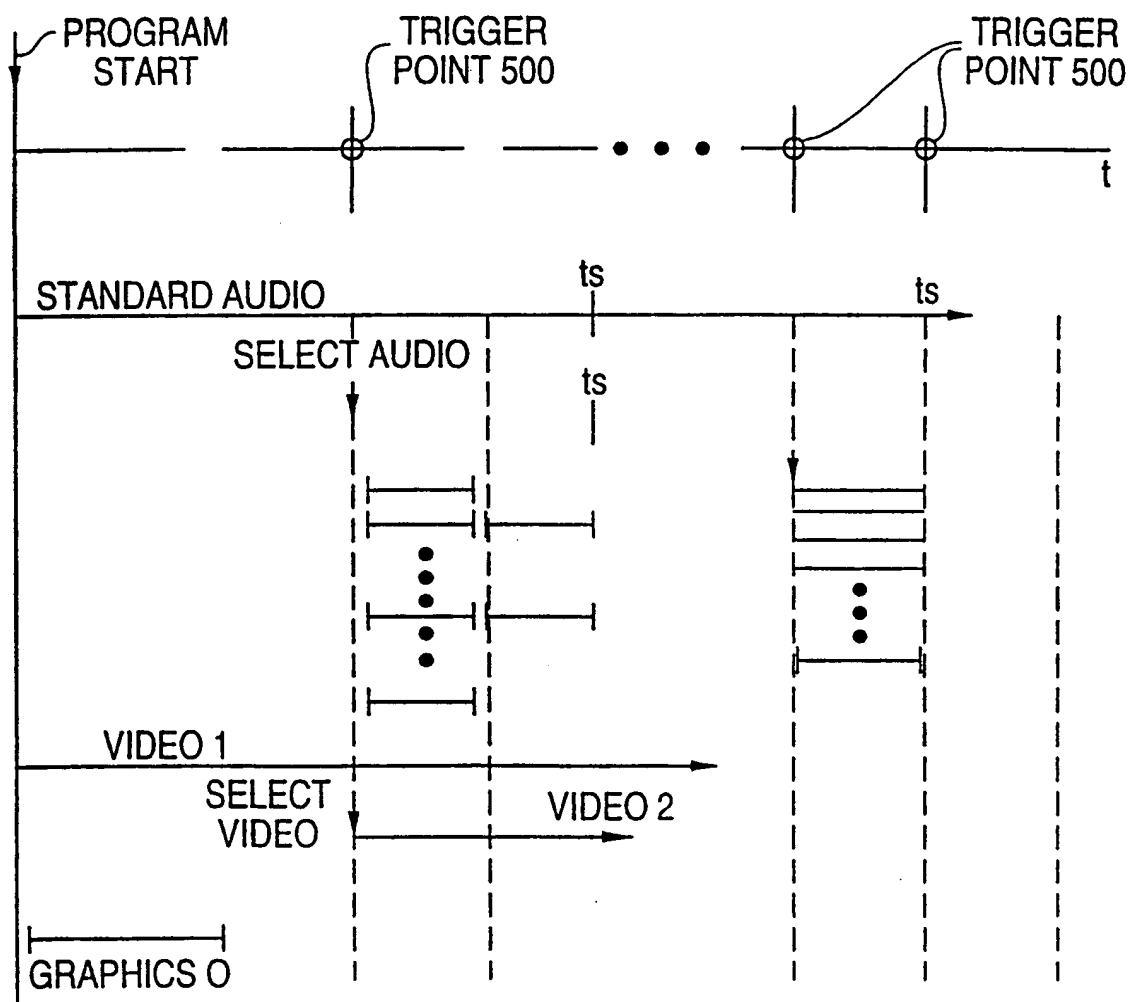 PROGRAM
START
TRIGGER
POINT 500
TRIGGER
POINT 500
t
ts
ts
STANDARD AUDIO
SELECT AUDIO
ts
VIDEO 1
SELECT
VIDEO
VIDEO 2
GRAPHICS O